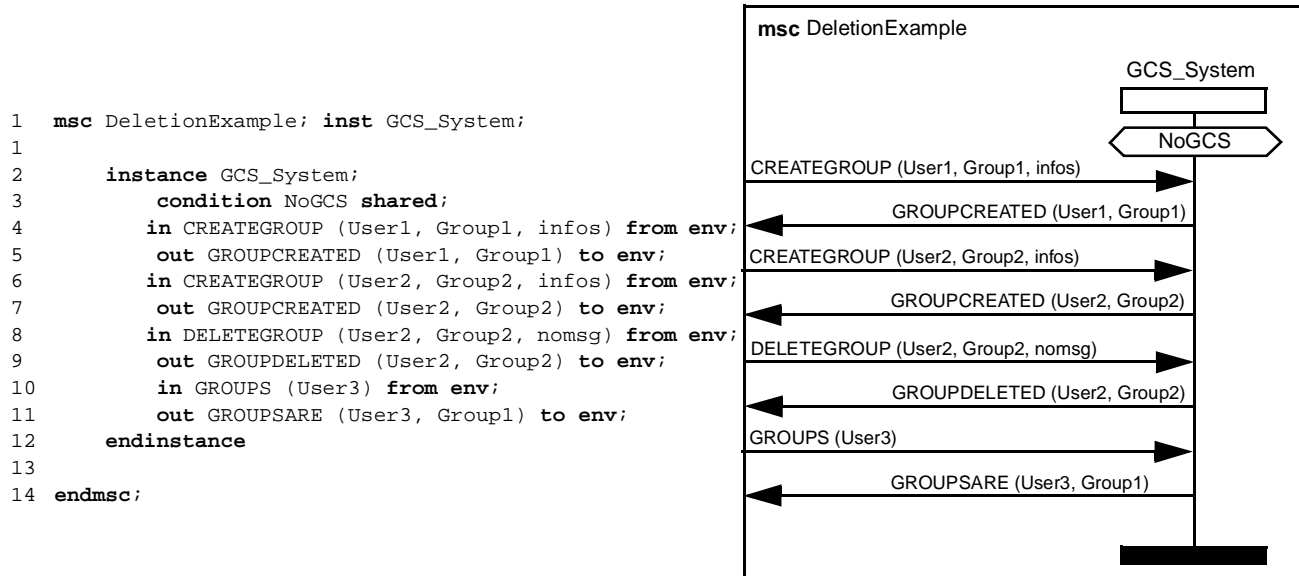 1 msc DeletionExample; inst GCS_System;
1
2 instance GCS_System;
3 condition NoGCS shared;
4 in CREATEGROUP (User1, Group1, infos) from env;
5 out GROUPCREATED (User1, Group1) to env;
6 in CREATEGROUP (User2, Group2, infos) from env;
7 out GROUPCREATED (User2, Group2) to env;
8 in DELETEGROUP (User2, Group2, nomsg) from env;
9 out GROUPDELETED (User2, Group2) to env;
10 in GROUPS (User3) from env;
11 out GROUPSARE (User3, Group1) to env;
12 endinstance
13
14 endmsc;
msc DeletionExample
GCS_System
NoGCS
CREATEGROUP (User1, Group1, infos)
GROUPCREATED (User1, Group1)
CREATEGROUP (User2, Group2, infos)
GROUPCREATED (User2, Group2)
DELETEGROUP (User2, Group2, nomsg)
GROUPDELETED (User2, Group2)
GROUPS (User3)
GROUPSARE (User3, Group1)